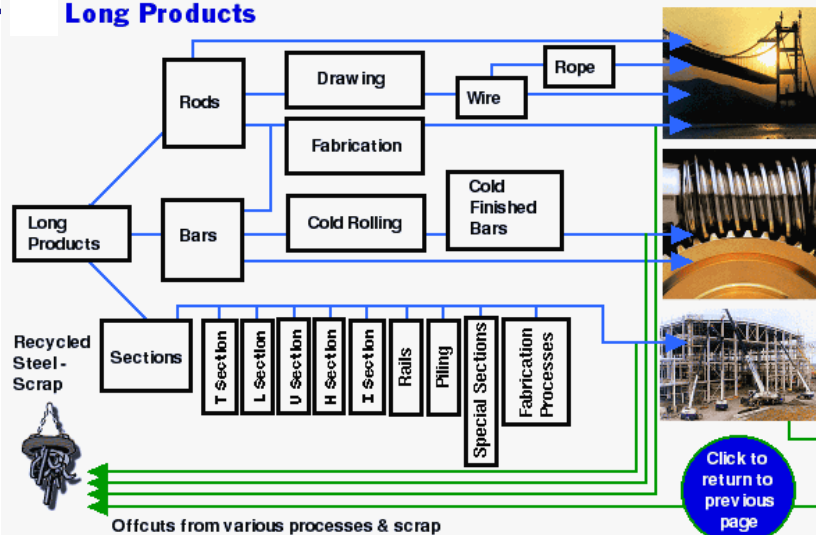 Long Products
Rods
Drawing
Wire
Rope
Fabrication
Long
Products
Bars
Cold Rolling
Cold
Finished
Bars
Sections
T Section
L Section
U Section
H Section
I Section
Rails
Piling
Special Sections
Fabrication
Processes
Recycled
Steel-
Scrap
Click to
return to
previous
page
Offcuts from various processes & scrap